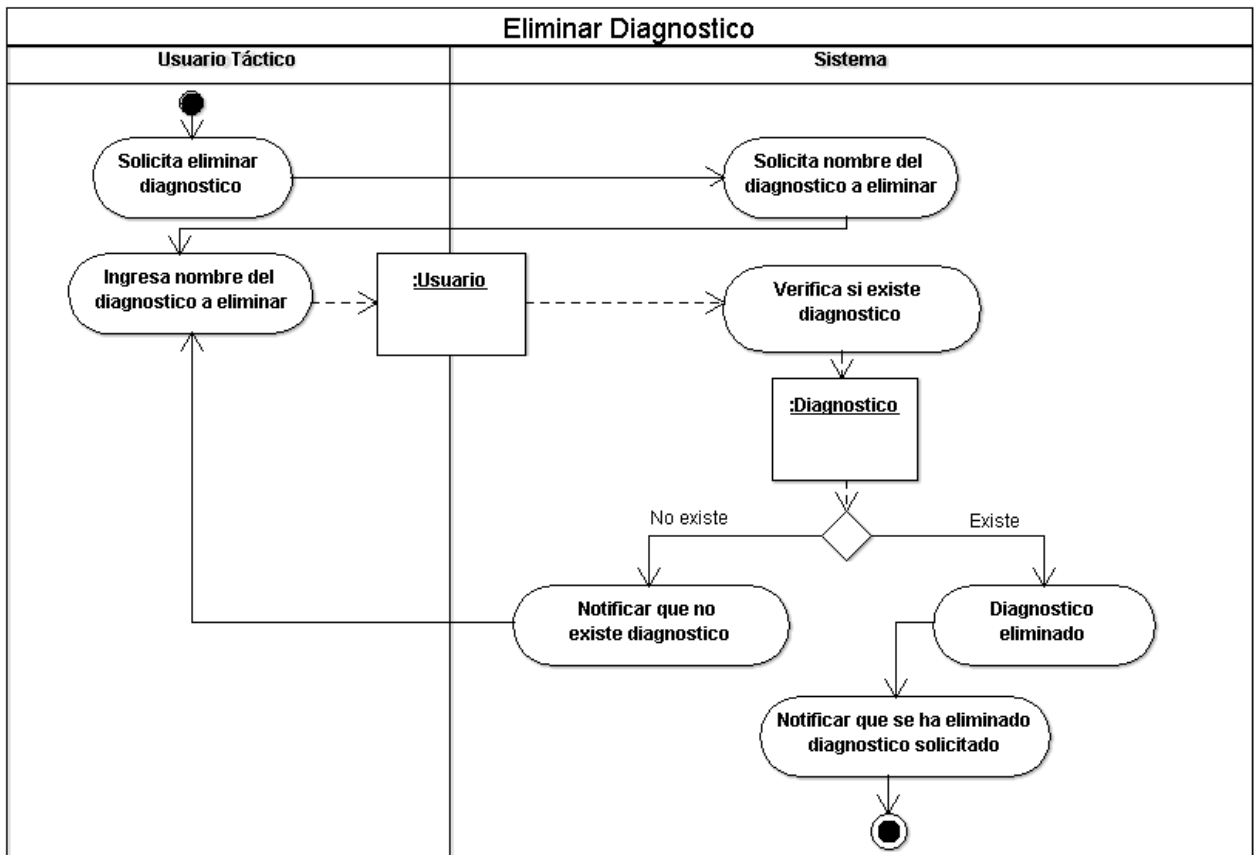 Eliminar Diagnostico
Usuario Táctico
Sistema
Solicita eliminar
diagnostico
Solicita nombre del
diagnostico a eliminar
Ingresa nombre del
diagnostico a eliminar
:Usuario
Verifica si existe
diagnostico
:Diagnostico
No existe
Existe
Notificar que no
existe diagnostico
Diagnostico
eliminado
Notificar que se ha eliminado
diagnostico solicitado